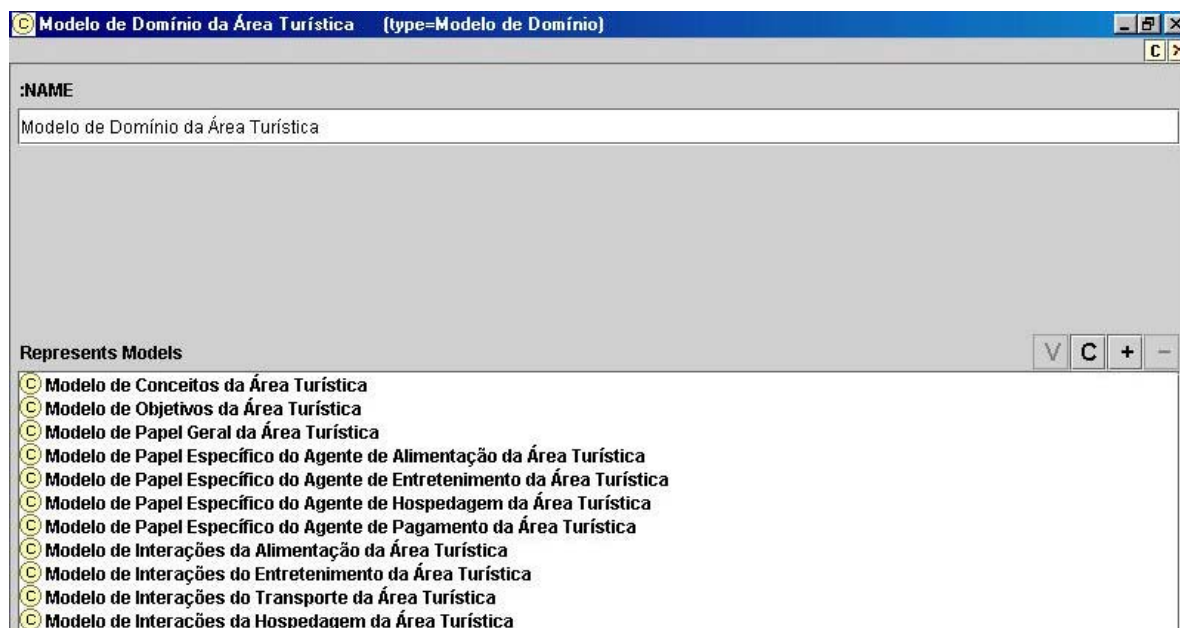 C Modelo de Domínio da Área Turística (type=Modelo de Domínio)
C
:NAME
Modelo de Domínio da Área Turística
Represents Models V C + −
C Modelo de Conceitos da Área Turística
C Modelo de Objetivos da Área Turística
C Modelo de Papel Geral da Área Turística
C Modelo de Papel Específico do Agente de Alimentação da Área Turística
C Modelo de Papel Específico do Agente de Entretenimento da Área Turística
C Modelo de Papel Específico do Agente de Hospedagem da Área Turística
C Modelo de Papel Específico do Agente de Pagamento da Área Turística
C Modelo de Interações da Alimentação da Área Turística
C Modelo de Interações do Entretenimento da Área Turística
C Modelo de Interações do Transporte da Área Turística
C Modelo de Interações da Hospedagem da Área Turística